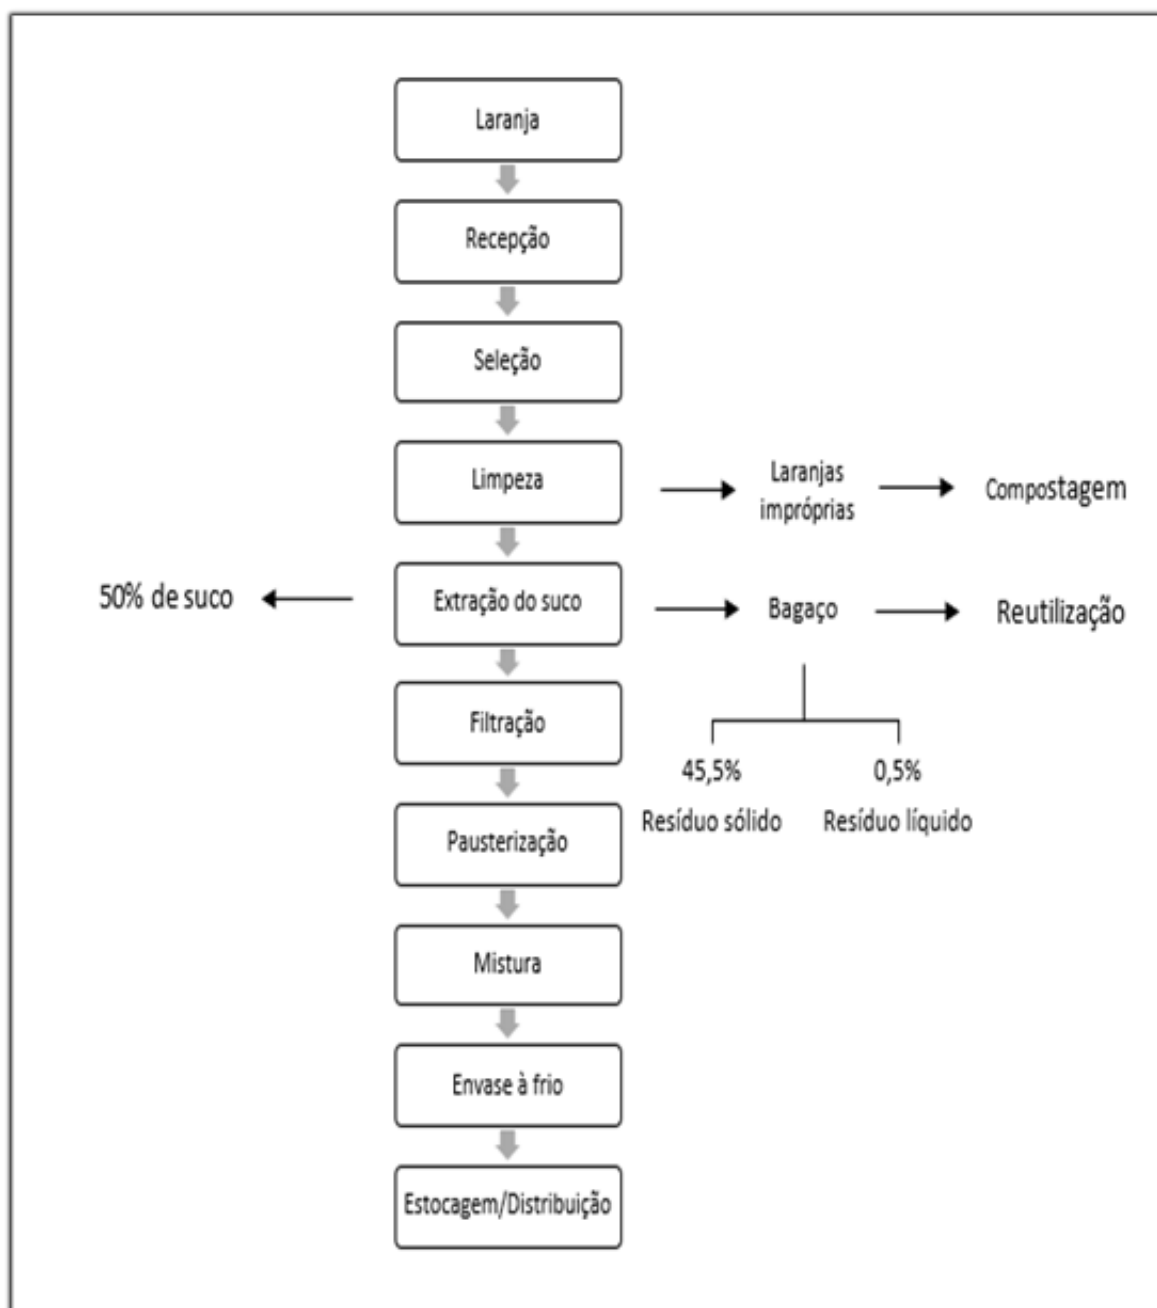 Laranja
Recepção
Seleção
Limpeza
Laranjas
impróprias
Compostagem
50% de suco
Extração do suco
Bagaço
Reutilização
Filtração
45,5%
0,5%
Resíduo sólido
Resíduo líquido
Pausterização
Mistura
Envase à frio
Estocagem/Distribuição